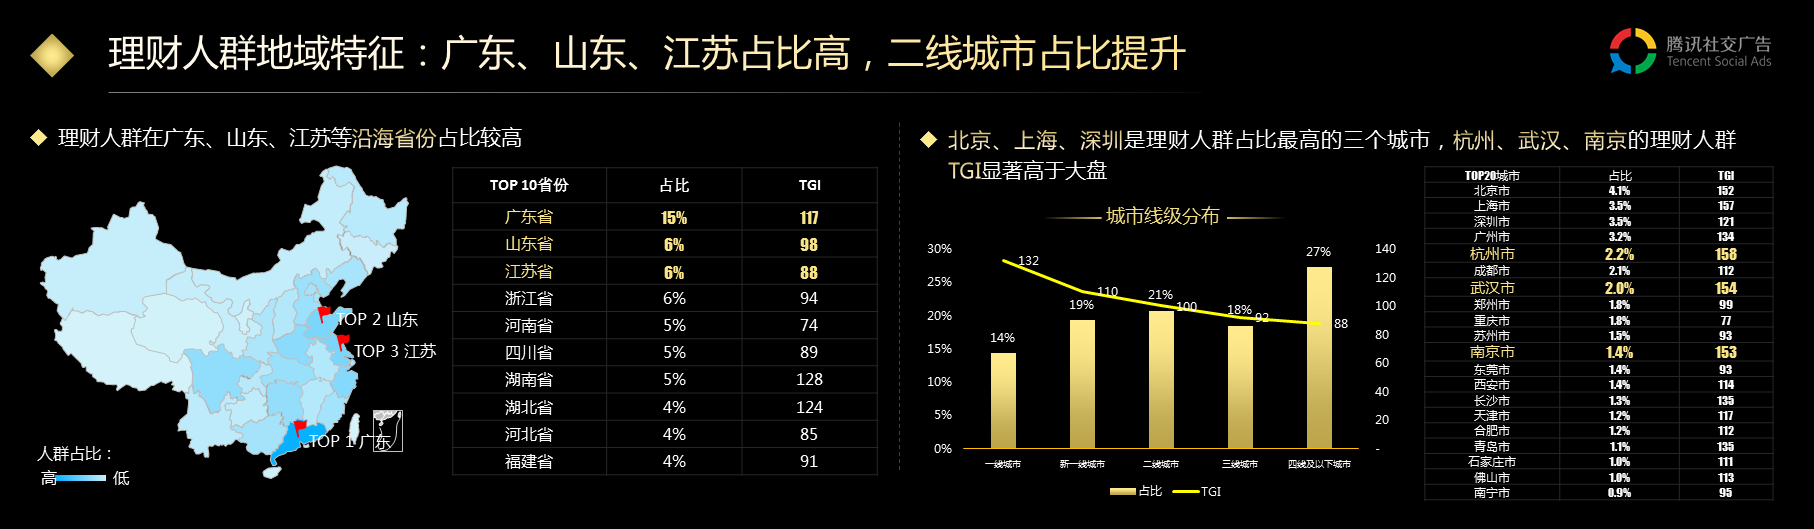 理财人群地域特征：广东、山东、江苏占比高，二线城市占比提升
腾讯社交广告
Tencent Social Ads
理财人群在广东、山东、江苏等沿海省份占比较高
TOP 2 山东
TOP 3 江苏
TOP 1 广东
人群占比：
高 低
TOP 10省份 占比 TGI
广东省 15% 117
山东省 6% 98
江苏省 6% 88
浙江省 6% 94
河南省 5% 74
四川省 5% 89
湖南省 5% 128
湖北省 4% 124
河北省 4% 85
福建省 4% 91
北京、上海、深圳是理财人群占比最高的三个城市，杭州、武汉、南京的理财人群
TGI显著高于大盘
城市线级分布
30%
25%
20%
15%
10%
5%
0%
14%
19%
21%
18%
27%
132
110
100
92
88
140
120
100
80
60
40
20
-
一线城市 新一线城市 二线城市 三线城市 四线及以下城市
占比 TGI
TOP20城市 占比 TGI
北京市 4.1% 152
上海市 3.5% 157
深圳市 3.5% 121
广州市 3.2% 134
杭州市 2.2% 158
成都市 2.1% 112
武汉市 2.0% 154
郑州市 1.8% 99
重庆市 1.8% 77
苏州市 1.5% 93
南京市 1.4% 153
东莞市 1.4% 93
西安市 1.4% 114
长沙市 1.3% 135
天津市 1.2% 117
合肥市 1.2% 112
青岛市 1.1% 135
石家庄市 1.0% 111
佛山市 1.0% 113
南宁市 0.9% 95